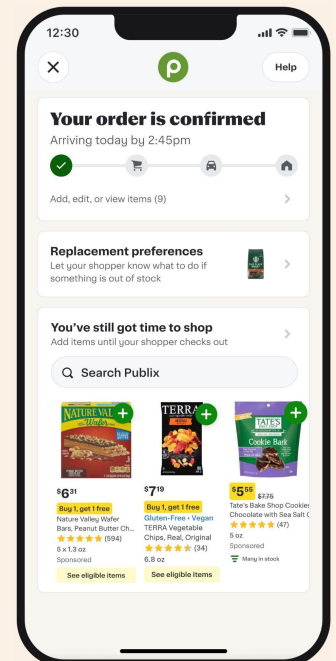 12:30
p
Help
Your order is confirmed
Arriving today by 2:45pm
Add, edit, or view items (9)
Replacement preferences
Let your shopper know what to do if
something is out of stock
You've still got time to shop
Add items until your shopper checks out
Search Publix
NATURE VAL
Wafer
TERRA
TATE'S
Cookie Bark
$6 31
Buy 1, get 1 free
Nature Valley Wafer
Bars, Peanut Butter Ch...
(594)
5 x 1.3 oz
Sponsored
See eligible items
$7 19
Buy 1, get 1 free
Gluten-Free • Vegan
TERRA Vegetable
Chips, Real, Original
(34)
6.8 oz
See eligible items
$5 55 $7.75
Tate's Bake Shop Cookies
Chocolate with Sea Salt
(47)
5 oz
Sponsored
Many in stock